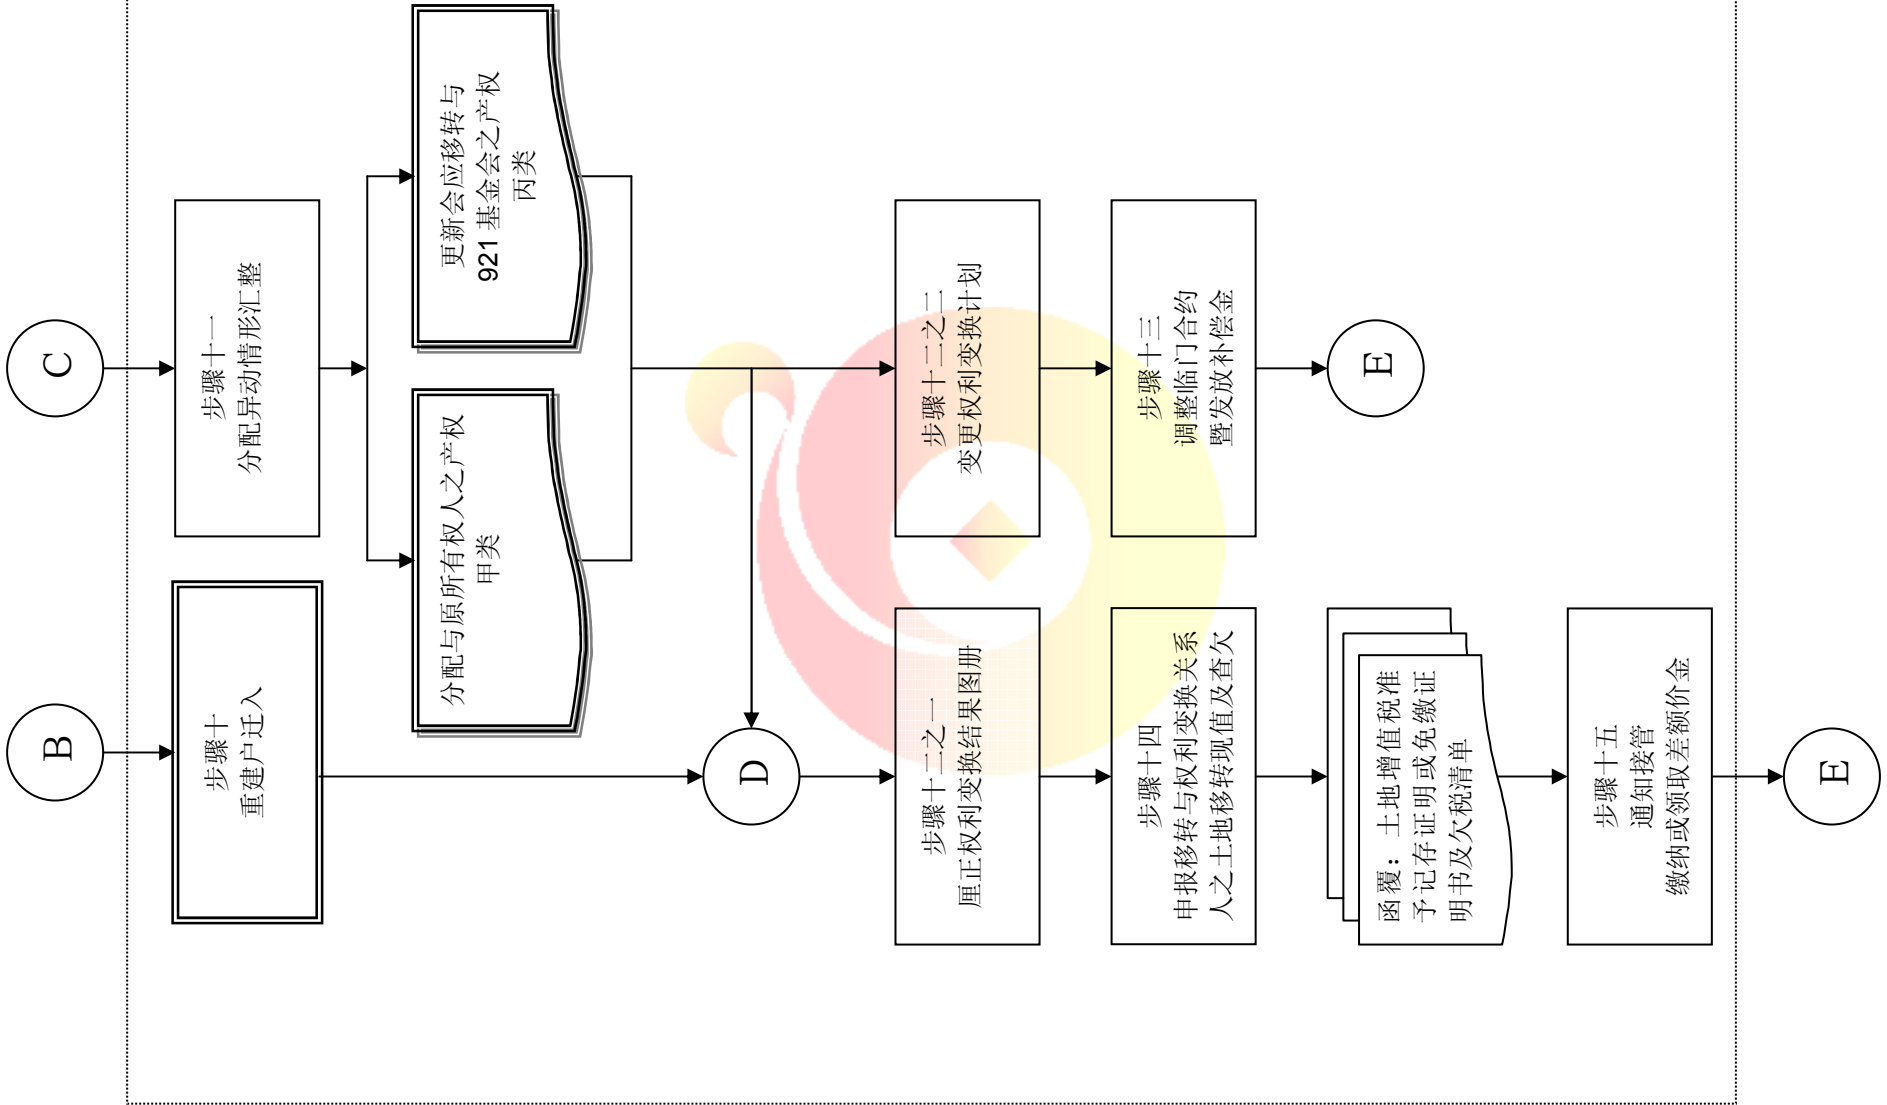 C
步骤十一
分配异动情形汇整
更新会应移转与
921 基金会之产权
丙类
分配与原所有权人之产权
甲类
步骤十二之二
变更权利变换计划
步骤十三
调整临门合约
暨发放补偿金
E
B
步骤十
重建户迁入
D
步骤十二之一
厘正权利变换结果图册
步骤十四
申报移转与权利变换关系
人之土地移转现值及查欠
函覆：土地增值税准
予记存证明或免缴证
明书及欠税清单
步骤十五
通知接管
缴纳或领取差额价金
E